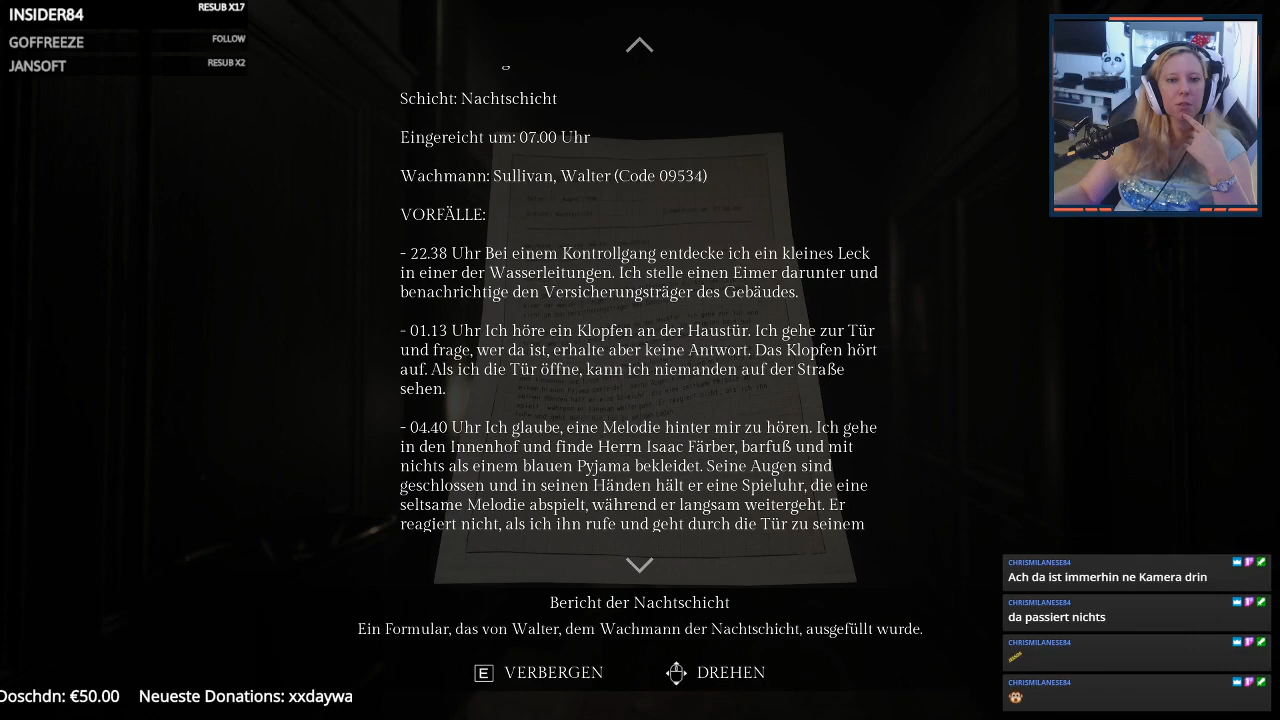 INSIDER84 RESUB X17
GOFFREEZE FOLLOW
JANSOFT RESUB X2
Schicht: Nachtschicht
Eingereicht um: 07.00 Uhr
Wachmann: Sullivan, Walter (Code 09534)
VORFÄLLE:
- 22.38 Uhr Bei einem Kontrollgang entdecke ich ein kleines Leck
in einer der Wasserleitungen. Ich stelle einen Eimer darunter und
benachrichtige den Versicherungsträger des Gebäudes.
- 01.13 Uhr Ich höre ein Klopfen an der Haustür. Ich gehe zur Tür
und frage, wer da ist, erhalte aber keine Antwort. Das Klopfen hört
auf. Als ich die Tür öffne, kann ich niemanden auf der Straße
sehen.
- 04.40 Uhr Ich glaube, eine Melodie hinter mir zu hören. Ich gehe
in den Innenhof und finde Herrn Isaac Färber, barfuß und mit
nichts als einem blauen Pyjama bekleidet. Seine Augen sind
geschlossen und in seinen Händen hält er eine Spieluhr, die eine
seltsame Melodie abspielt, während er langsam weitergeht. Er
reagiert nicht, als ich ihn rufe und geht durch die Tür zu seinem
Bericht der Nachtschicht
Ein Formular, das von Walter, dem Wachmann der Nachtschicht, ausgefüllt wurde.
E VERBERGEN DREHEN
CHRISMILANESE84
Ach da ist immerhin ne Kamera drin
CHRISMILANESE84
da passiert nichts
CHRISMILANESE84
CHRISMILANESE84
Doschdn: €50.00 Neueste Donations: xxdaywa